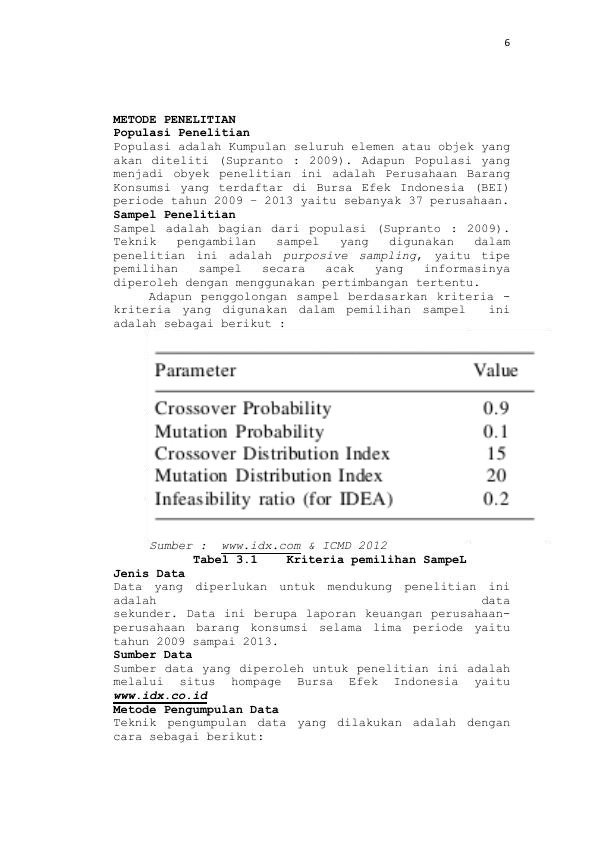 6
METODE PENELITIAN
Populasi Penelitian
Populasi adalah Kumpulan seluruh elemen atau objek yang
akan diteliti (Supranto : 2009). Adapun Populasi yang
menjadi obyek penelitian ini adalah Perusahaan Barang
Konsumsi yang terdaftar di Bursa Efek Indonesia (BEI)
periode tahun 2009 – 2013 yaitu sebanyak 37 perusahaan.
Sampel Penelitian
Sampel adalah bagian dari populasi (Supranto : 2009).
Teknik pengambilan sampel yang digunakan dalam
penelitian ini adalah purposive sampling, yaitu tipe
pemilihan sampel secara acak yang informasinya
diperoleh dengan menggunakan pertimbangan tertentu.
Adapun penggolongan sampel berdasarkan kriteria -
kriteria yang digunakan dalam pemilihan sampel ini
adalah sebagai berikut :
Parameter Value
Crossover Probability 0.9
Mutation Probability 0.1
Crossover Distribution Index 15
Mutation Distribution Index 20
Infeasibility ratio (for IDEA) 0.2
Sumber : www.idx.com & ICMD 2012
Tabel 3.1 Kriteria pemilihan SampeL
Jenis Data
Data yang diperlukan untuk mendukung penelitian ini
adalah data
sekunder. Data ini berupa laporan keuangan perusahaan-
perusahaan barang konsumsi selama lima periode yaitu
tahun 2009 sampai 2013.
Sumber Data
Sumber data yang diperoleh untuk penelitian ini adalah
melalui situs hompage Bursa Efek Indonesia yaitu
www.idx.co.id
Metode Pengumpulan Data
Teknik pengumpulan data yang dilakukan adalah dengan
cara sebagai berikut: